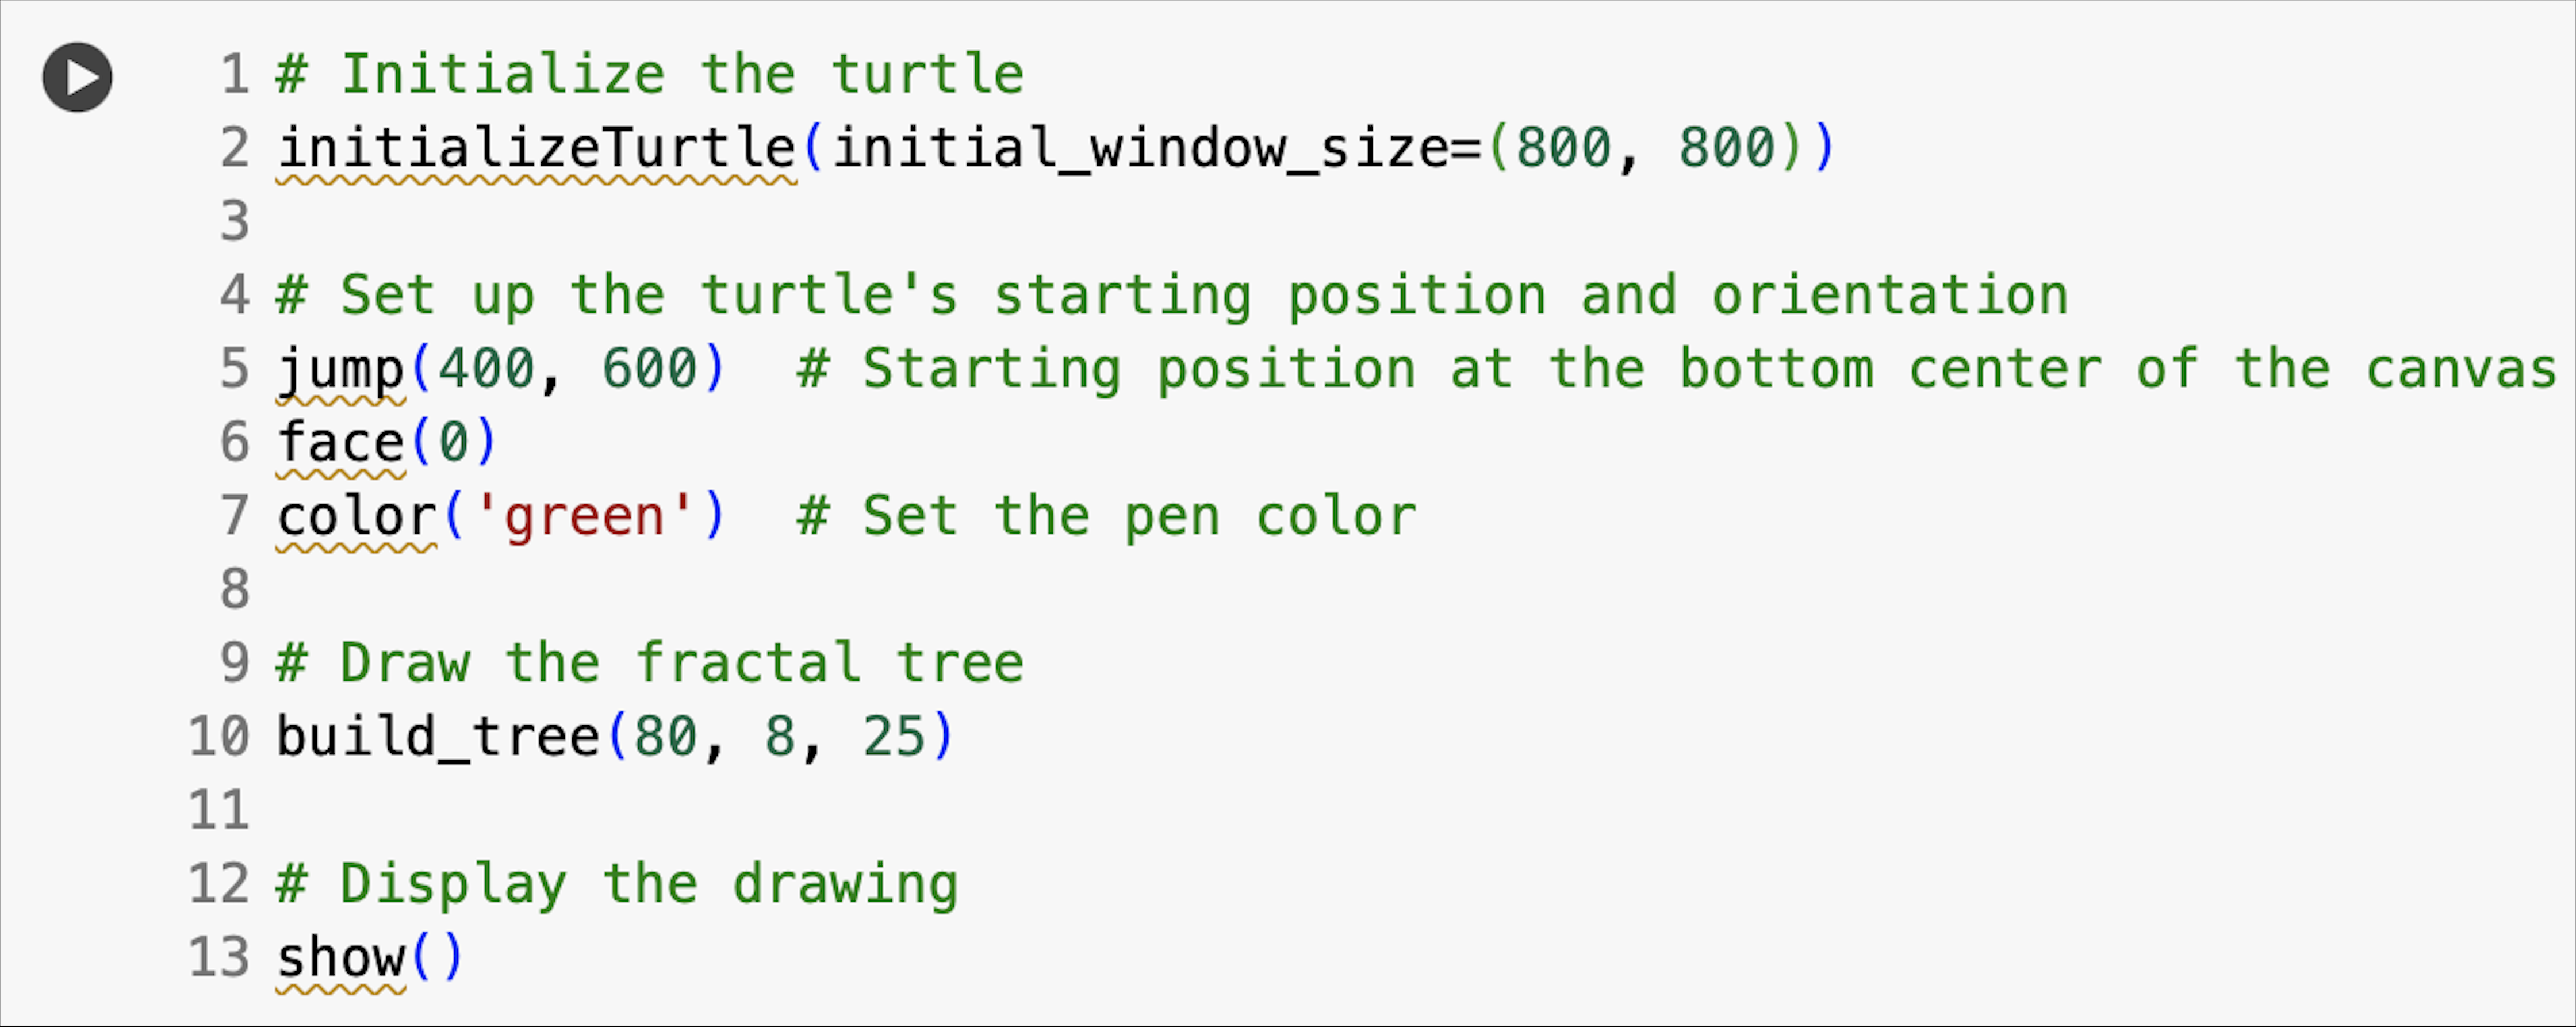 1 # Initialize the turtle
2 initializeTurtle(initial_window_size=(800, 800))
3
4 # Set up the turtle's starting position and orientation
5 jump(400, 600)  # Starting position at the bottom center of the canvas
6 face(0)
7 color('green')  # Set the pen color
8
9 # Draw the fractal tree
10 build_tree(80, 8, 25)
11
12 # Display the drawing
13 show()